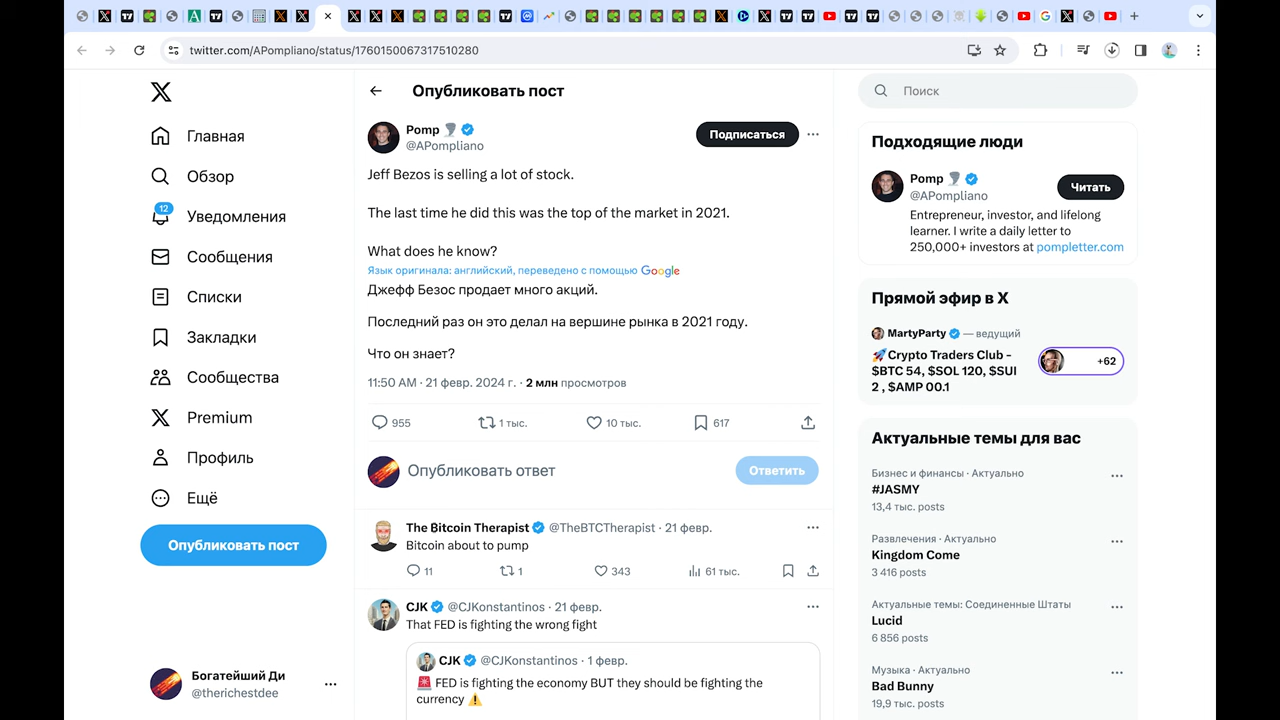 twitter.com/APompliano/status/1760150067317510280
Главная
Обзор
12
Уведомления
Сообщения
Списки
Закладки
Сообщества
Premium
Профиль
Ещё
Опубликовать пост
Богатейший Ди
@therichestdee
Опубликовать пост
Pomp
@APompliano
Подписаться
Jeff Bezos is selling a lot of stock.
The last time he did this was the top of the market in 2021.
What does he know?
Язык оригинала: английский, переведено с помощью Google
Джефф Безос продает много акций.
Последний раз он это делал на вершине рынка в 2021 году.
Что он знает?
11:50 AM · 21 февр. 2024 г. · 2 млн просмотров
955 1 тыс. 10 тыс. 617
Опубликовать ответ
Ответить
The Bitcoin Therapist @TheBTCTherapist · 21 февр.
Bitcoin about to pump
11 1 343 61 тыс.
CJK @CJKonstantinos · 21 февр.
That FED is fighting the wrong fight
CJK @CJKonstantinos · 1 февр.
🚨 FED is fighting the economy BUT they should be fighting the
currency ⚠️
Поиск
Подходящие люди
Pomp
@APompliano
Читать
Entrepreneur, investor, and lifelong
learner. I write a daily letter to
250,000+ investors at pompletter.com
Прямой эфир в X
MartyParty — ведущий
🚀Crypto Traders Club -
$BTC 54, $SOL 120, $SUI
2 , $AMP 00.1
+62
Актуальные темы для вас
Бизнес и финансы · Актуально
#JASMY
13,4 тыс. posts
Развлечения · Актуально
Kingdom Come
3 416 posts
Актуальные темы: Соединенные Штаты
Lucid
6 856 posts
Музыка · Актуально
Bad Bunny
19,9 тыс. posts